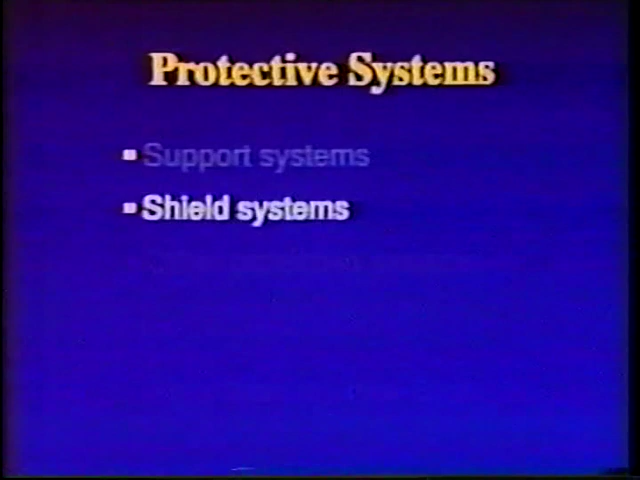 Protective Systems
▪ Support systems
▪ Shield systems